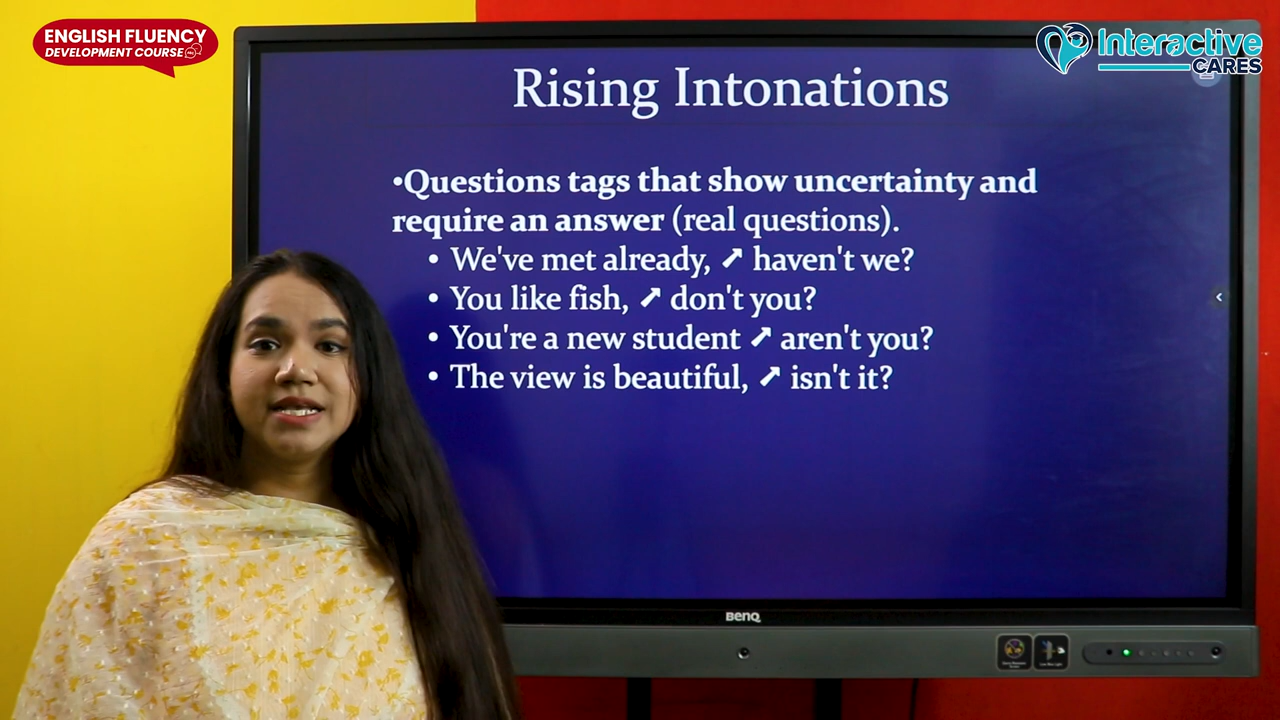 ENGLISH FLUENCY
DEVELOPMENT COURSE
Interactive
CARES
Rising Intonations
•Questions tags that show uncertainty and
require an answer (real questions).
• We've met already, ➚ haven't we?
• You like fish, ➚ don't you?
• You're a new student ➚ aren't you?
• The view is beautiful, ➚ isn't it?
BenQ